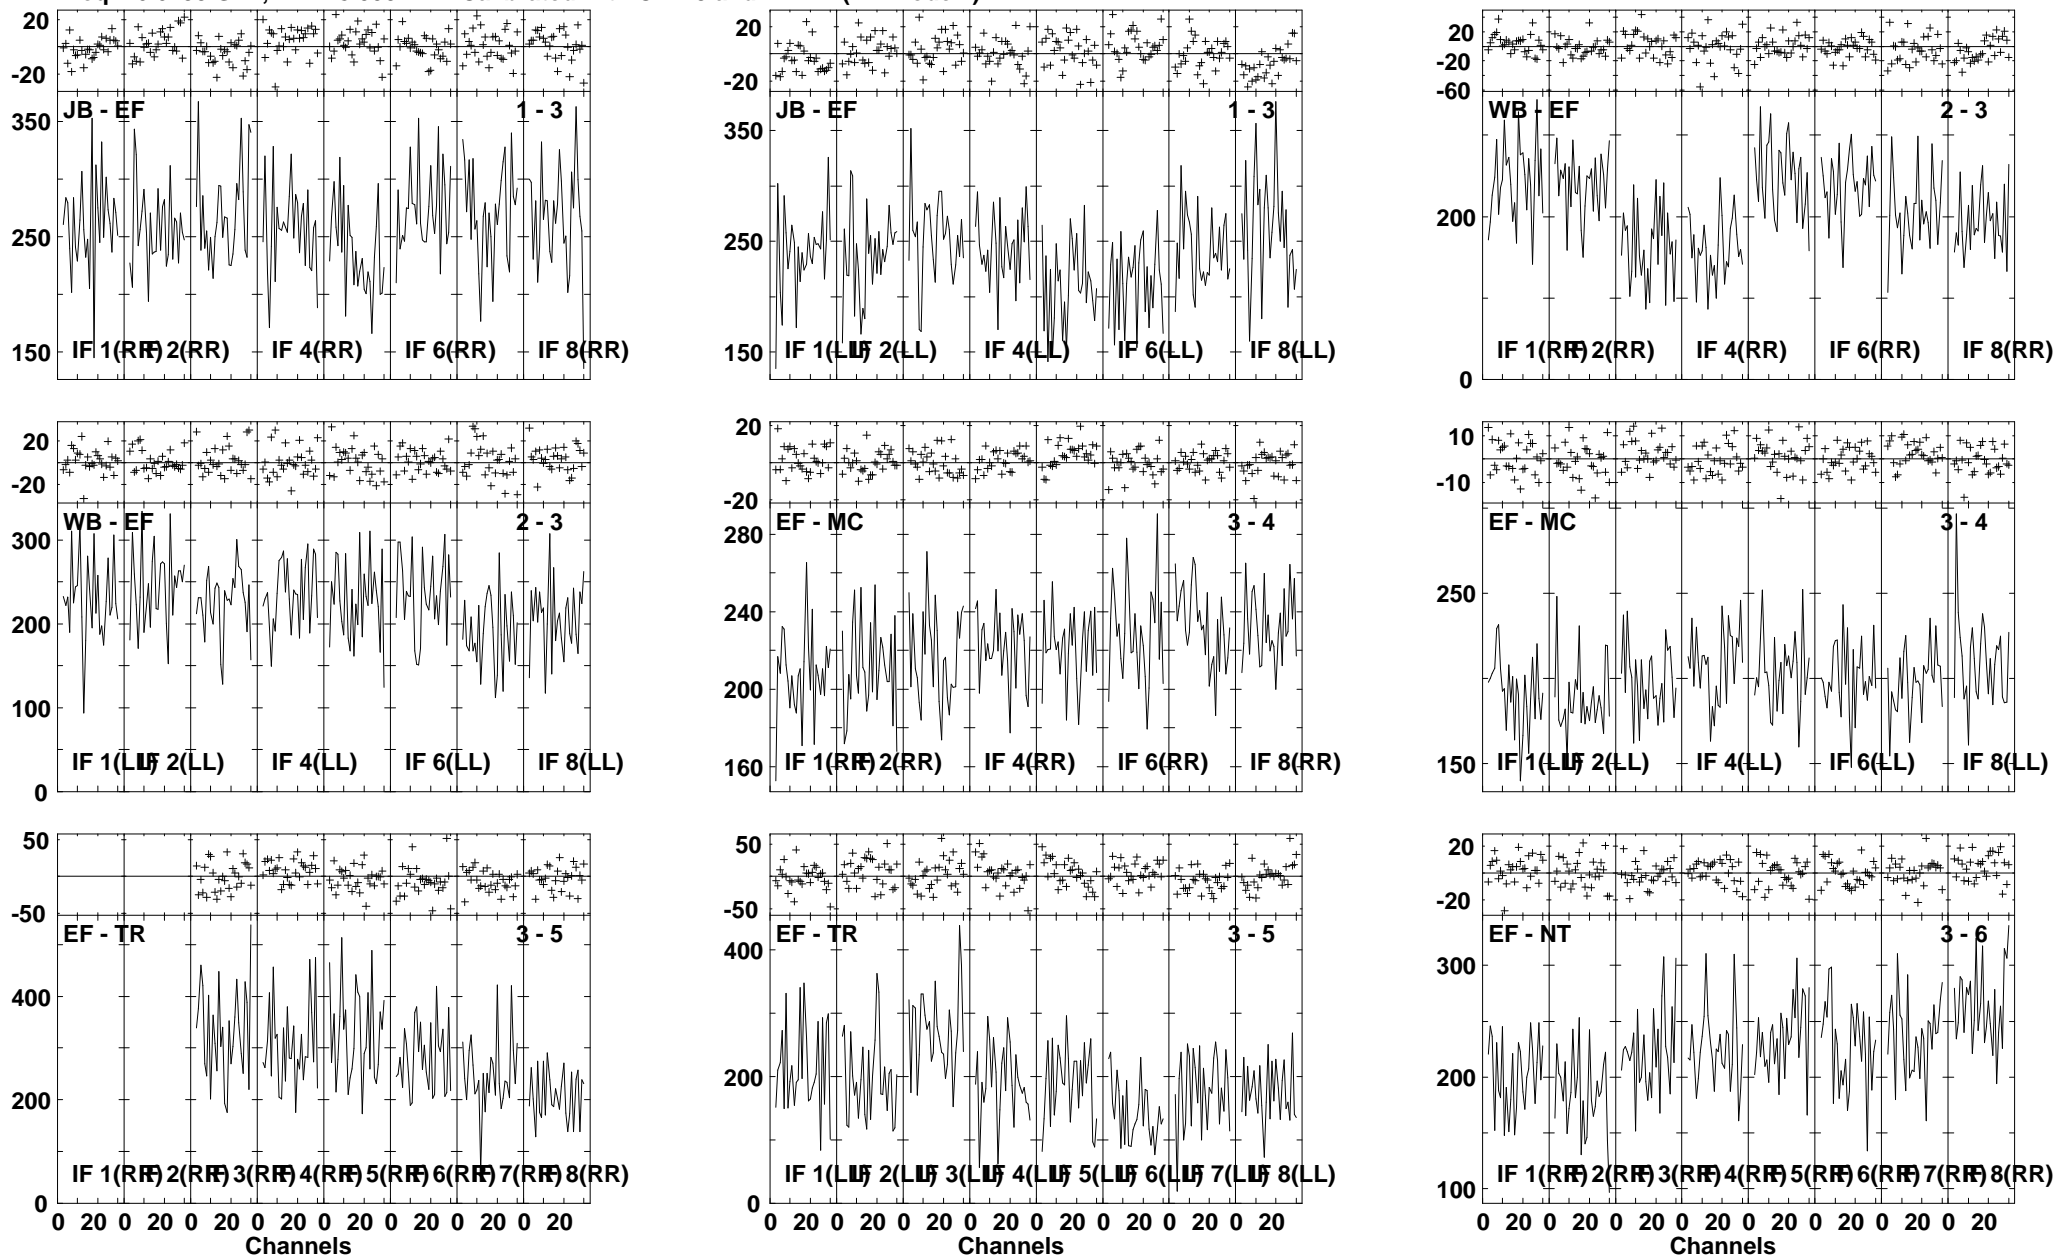 20
-20
JB - EF 1 - 3
350
250
150
IF 1(RR) IF 2(RR) IF 4(RR) IF 6(RR) IF 8(RR)
20
-20
JB - EF 1 - 3
350
250
150
IF 1(LL) IF 2(LL) IF 4(LL) IF 6(LL) IF 8(LL)
20
-20
-60
WB - EF 2 - 3
200
0
IF 1(RR) IF 2(RR) IF 4(RR) IF 6(RR) IF 8(RR)
20
-20
WB - EF 2 - 3
300
200
100
0
IF 1(LL) IF 2(LL) IF 4(LL) IF 6(LL) IF 8(LL)
20
-20
EF - MC 3 - 4
280
240
200
160
IF 1(RR) IF 2(RR) IF 4(RR) IF 6(RR) IF 8(RR)
10
-10
EF - MC 3 - 4
250
150
IF 1(LL) IF 2(LL) IF 4(LL) IF 6(LL) IF 8(LL)
50
-50
EF - TR 3 - 5
400
200
0
IF 1(RR) IF 2(RR) IF 3(RR) IF 4(RR) IF 5(RR) IF 6(RR) IF 7(RR) IF 8(RR)
0 20 0 20 0 20 0 20 0 20 0 20 0 20 0 20
Channels
50
-50
EF - TR 3 - 5
400
200
0
IF 1(LL) IF 2(LL) IF 3(LL) IF 4(LL) IF 5(LL) IF 6(LL) IF 7(LL) IF 8(LL)
0 20 0 20 0 20 0 20 0 20 0 20 0 20 0 20
Channels
20
-20
EF - NT 3 - 6
300
200
100
IF 1(RR) IF 2(RR) IF 3(RR) IF 4(RR) IF 5(RR) IF 6(RR) IF 7(RR) IF 8(RR)
0 20 0 20 0 20 0 20 0 20 0 20 0 20 0 20
Channels